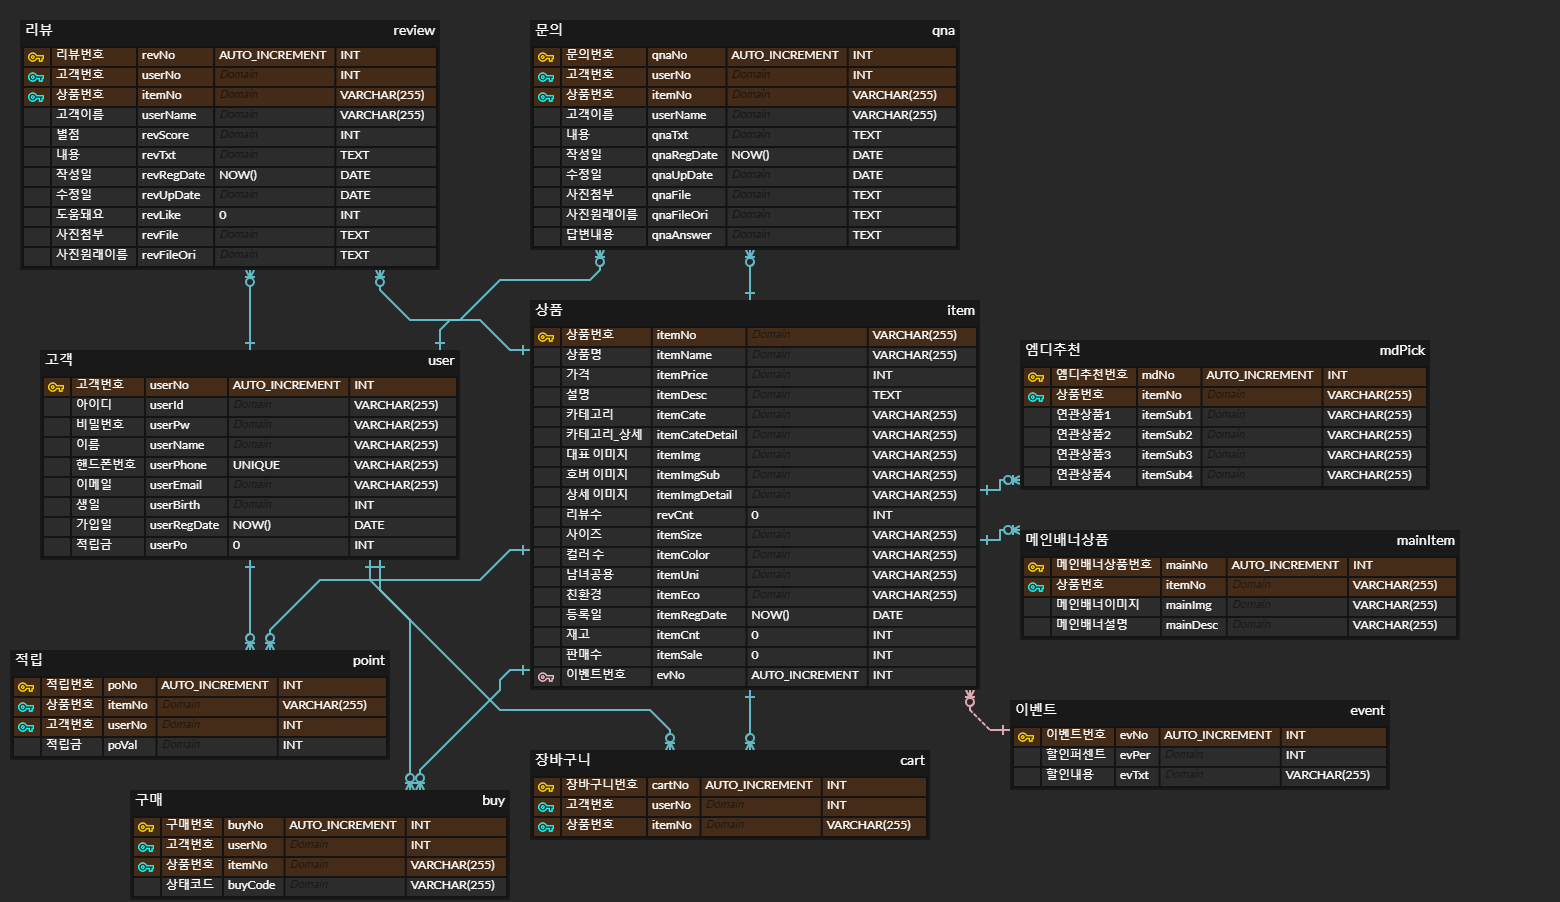 리뷰 review
리뷰번호 revNo AUTO_INCREMENT INT
고객번호 userNo Domain INT
상품번호 itemNo Domain VARCHAR(255)
고객이름 userName Domain VARCHAR(255)
별점 revScore Domain INT
내용 revTxt Domain TEXT
작성일 revRegDate NOW() DATE
수정일 revUpDate Domain DATE
도움돼요 revLike 0 INT
사진첨부 revFile Domain TEXT
사진원래이름 revFileOri Domain TEXT
문의 qna
문의번호 qnaNo AUTO_INCREMENT INT
고객번호 userNo Domain INT
상품번호 itemNo Domain VARCHAR(255)
고객이름 userName Domain VARCHAR(255)
내용 qnaTxt Domain TEXT
작성일 qnaRegDate NOW() DATE
수정일 qnaUpDate Domain DATE
사진첨부 qnaFile Domain TEXT
사진원래이름 qnaFileOri Domain TEXT
답변내용 qnaAnswer Domain TEXT
고객 user
고객번호 userNo AUTO_INCREMENT INT
아이디 userId Domain VARCHAR(255)
비밀번호 userPw Domain VARCHAR(255)
이름 userName Domain VARCHAR(255)
핸드폰번호 userPhone UNIQUE VARCHAR(255)
이메일 userEmail Domain VARCHAR(255)
생일 userBirth Domain INT
가입일 userRegDate NOW() DATE
적립금 userPo 0 INT
상품 item
상품번호 itemNo Domain VARCHAR(255)
상품명 itemName Domain VARCHAR(255)
가격 itemPrice Domain INT
설명 itemDesc Domain TEXT
카테고리 itemCate Domain VARCHAR(255)
카테고리_상세 itemCateDetail Domain VARCHAR(255)
대표 이미지 itemImg Domain VARCHAR(255)
호버 이미지 itemImgSub Domain VARCHAR(255)
상세 이미지 itemImgDetail Domain VARCHAR(255)
리뷰수 revCnt 0 INT
사이즈 itemSize Domain VARCHAR(255)
컬러 수 itemColor Domain VARCHAR(255)
남녀공용 itemUni Domain VARCHAR(255)
친환경 itemEco Domain VARCHAR(255)
등록일 itemRegDate NOW() DATE
재고 itemCnt 0 INT
판매수 itemSale 0 INT
이벤트번호 evNo AUTO_INCREMENT INT
엠디추천 mdPick
엠디추천번호 mdNo AUTO_INCREMENT INT
상품번호 itemNo Domain VARCHAR(255)
연관상품1 itemSub1 Domain VARCHAR(255)
연관상품2 itemSub2 Domain VARCHAR(255)
연관상품3 itemSub3 Domain VARCHAR(255)
연관상품4 itemSub4 Domain VARCHAR(255)
메인배너상품 mainItem
메인배너상품번호 mainNo AUTO_INCREMENT INT
상품번호 itemNo Domain VARCHAR(255)
메인배너이미지 mainImg Domain VARCHAR(255)
메인배너설명 mainDesc Domain VARCHAR(255)
적립 point
적립번호 poNo AUTO_INCREMENT INT
상품번호 itemNo Domain VARCHAR(255)
고객번호 userNo Domain INT
적립금 poVal Domain INT
이벤트 event
이벤트번호 evNo AUTO_INCREMENT INT
할인퍼센트 evPer Domain INT
할인내용 evTxt Domain VARCHAR(255)
장바구니 cart
장바구니번호 cartNo AUTO_INCREMENT INT
고객번호 userNo Domain INT
상품번호 itemNo Domain VARCHAR(255)
구매 buy
구매번호 buyNo AUTO_INCREMENT INT
고객번호 userNo Domain INT
상품번호 itemNo Domain VARCHAR(255)
상태코드 buyCode Domain VARCHAR(255)